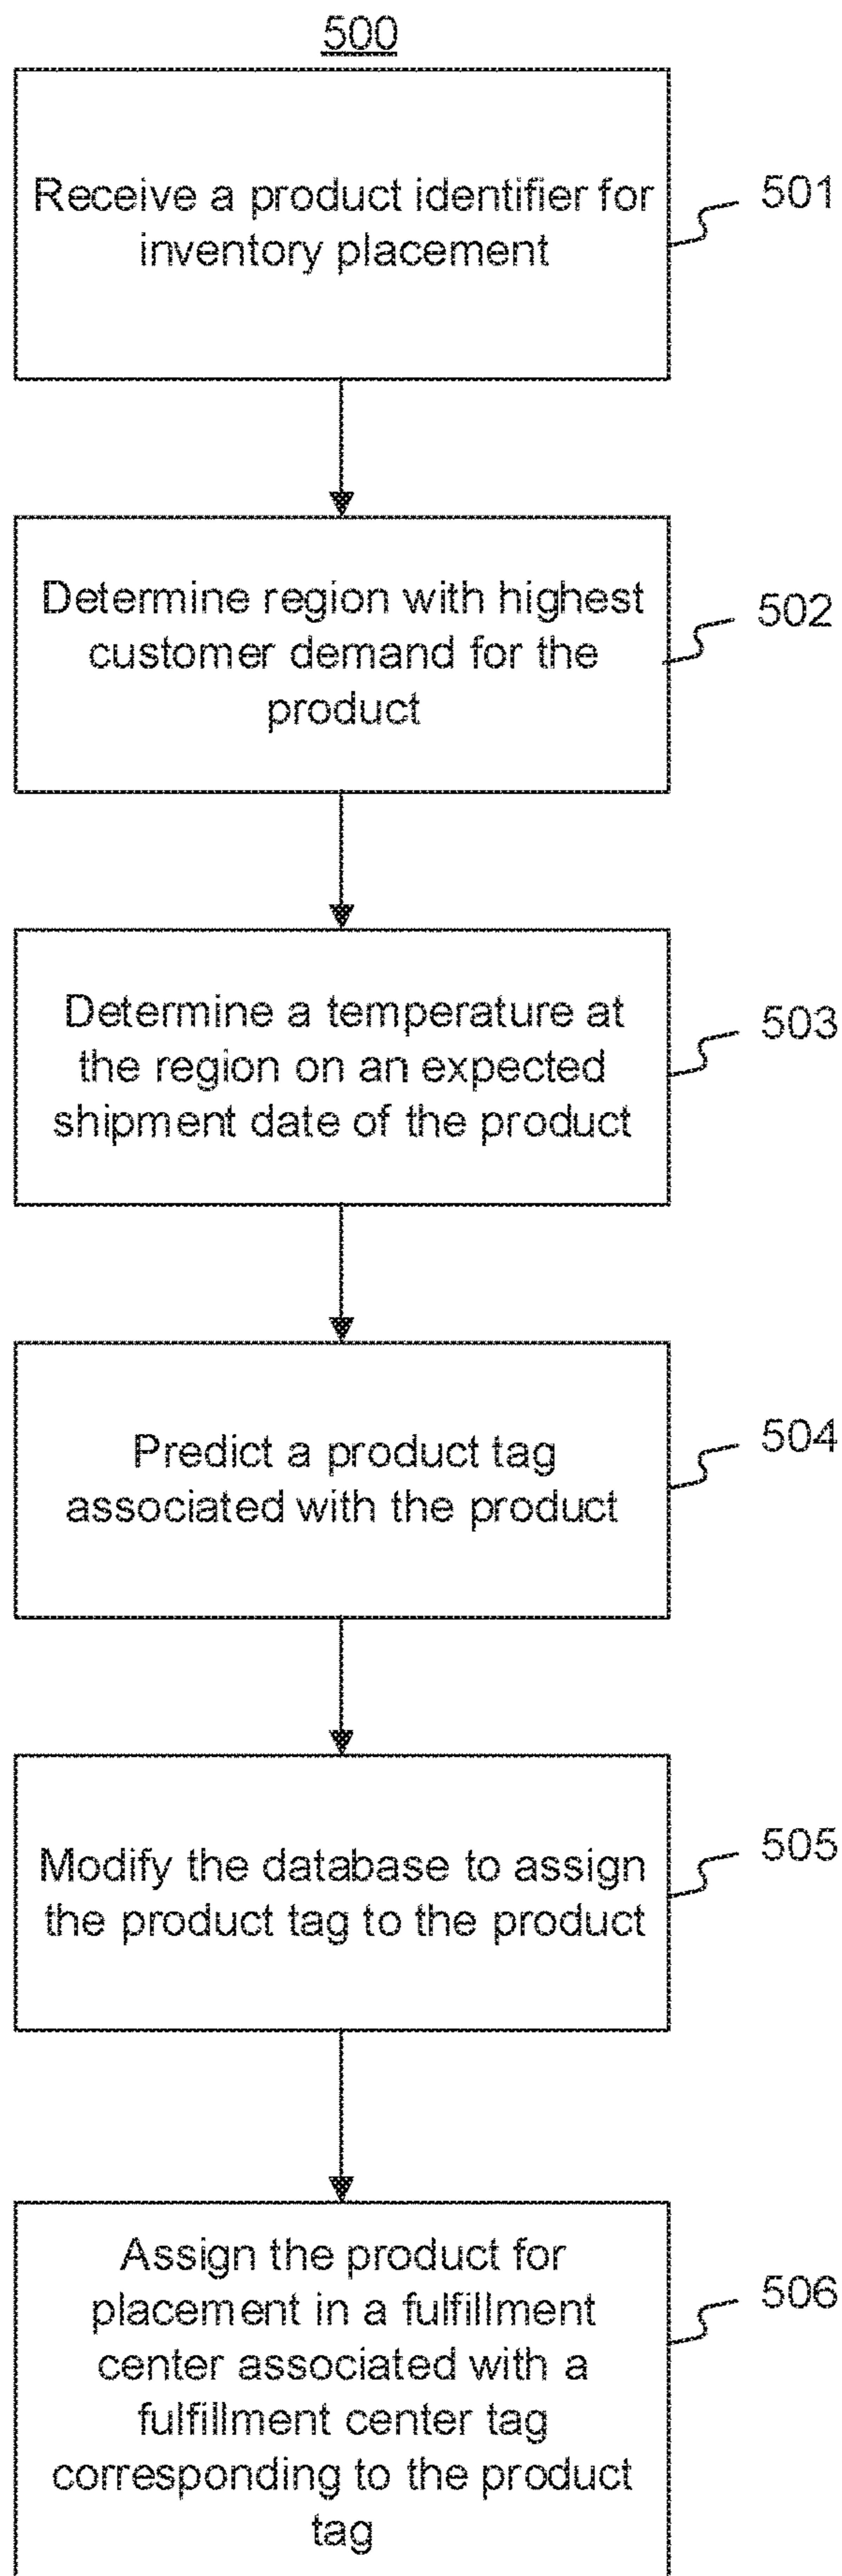 500
Receive a product identifier for
inventory placement
501
Determine region with highest
customer demand for the
product
502
Determine a temperature at
the region on an expected
shipment date of the product
503
Predict a product tag
associated with the product
504
Modify the database to assign
the product tag to the product
505
Assign the product for
placement in a fulfillment
center associated with a
fulfillment center tag
corresponding to the product
tag
506